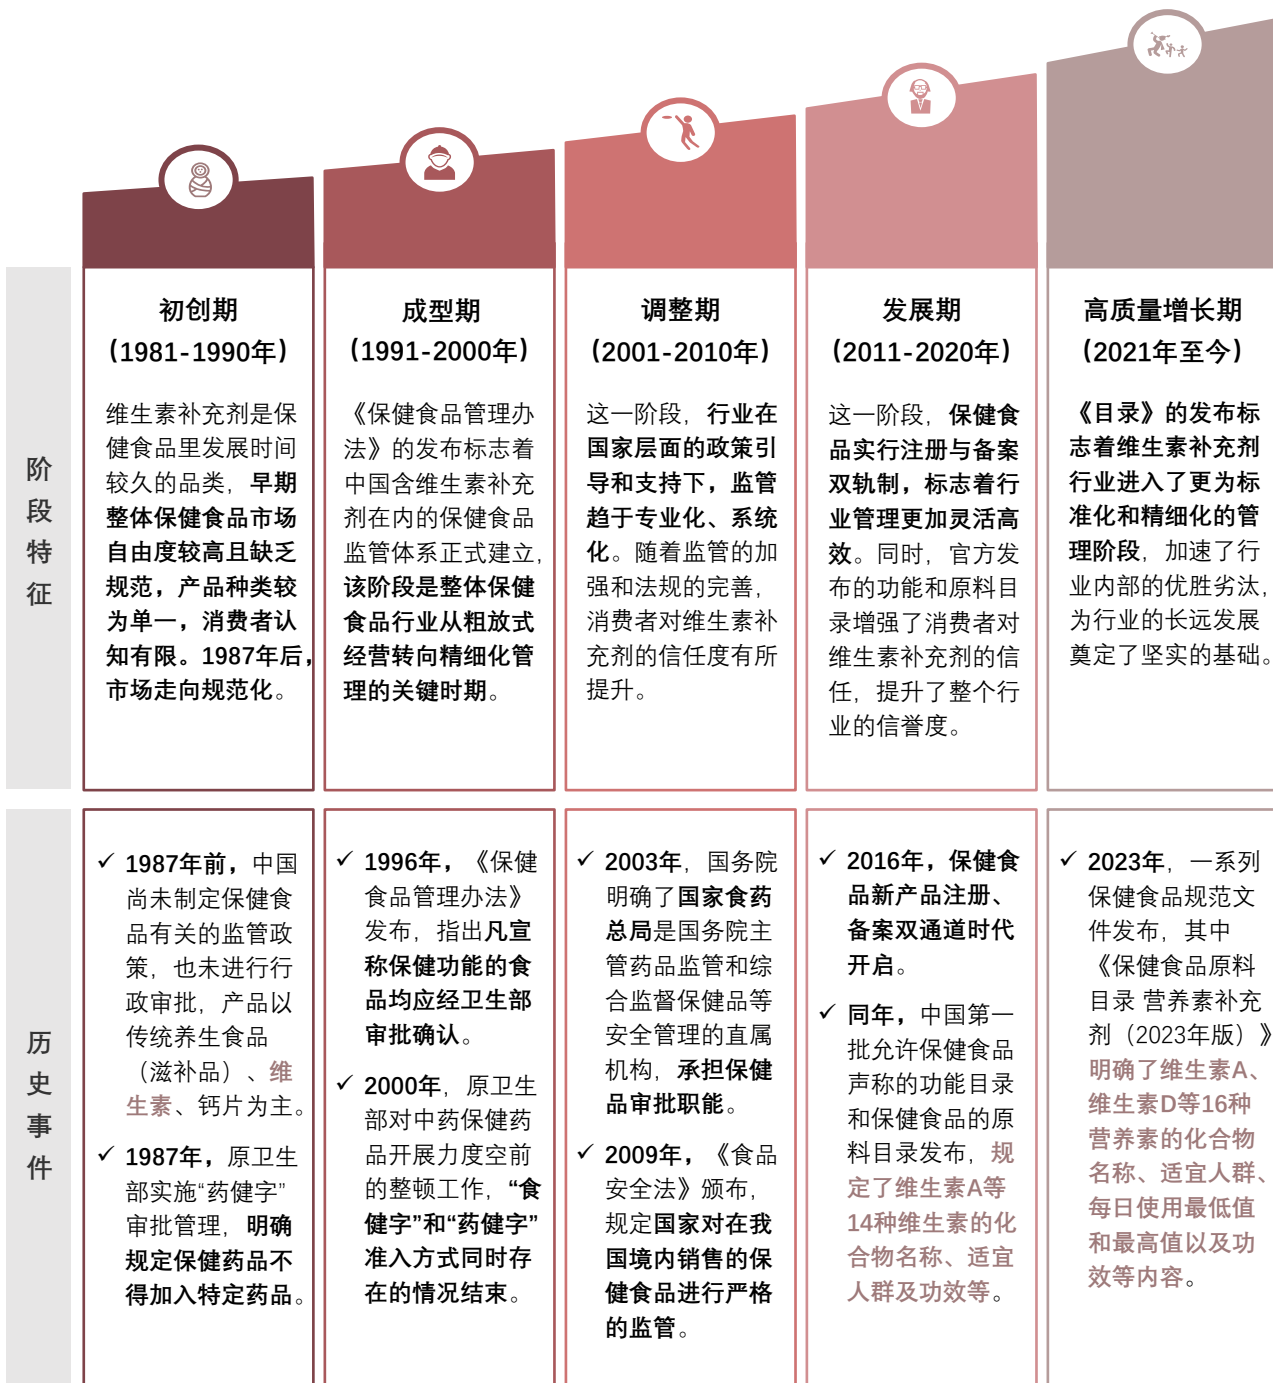 阶段特征
初创期
(1981-1990年)
维生素补充剂是保
健食品里发展时间
较久的品类，早期
整体保健食品市场
自由度较高且缺乏
规范，产品种类较
为单一，消费者认
知有限。1987年后，
市场走向规范化。
成型期
(1991-2000年)
《保健食品管理办
法》的发布标志着
中国含维生素补充
剂在内的保健食品
监管体系正式建立，
该阶段是整体保健
食品行业从粗放式
经营转向精细化管
理的关键时期。
调整期
(2001-2010年)
这一阶段，行业在
国家层面的政策引
导和支持下，监管
趋于专业化、系统
化。随着监管的加
强和法规的完善，
消费者对维生素补
充剂的信任度有所
提升。
发展期
(2011-2020年)
这一阶段，保健食
品实行注册与备案
双轨制，标志着行
业管理更加灵活高
效。同时，官方发
布的功能和原料目
录增强了消费者对
维生素补充剂的信
任，提升了整个行
业的信誉度。
高质量增长期
(2021年至今)
《目录》的发布标
志着维生素补充剂
行业进入了更为标
准化和精细化的管
理阶段，加速了行
业内部的优胜劣汰，
为行业的长远发展
奠定了坚实的基础。
历史事件
✓ 1987年前，中国
尚未制定保健食
品有关的监管政
策，也未进行行
政审批，产品以
传统养生食品
（滋补品）、维
生素、钙片为主。
✓ 1987年，原卫生
部实施“药健字”
审批管理，明确
规定保健药品不
得加入特定药品。
✓ 1996年，《保健
食品管理办法》
发布，指出凡宣
称保健功能的食
品均应经卫生部
审批确认。
✓ 2000年，原卫生
部对中药保健药
品开展力度空前
的整顿工作，“食
健字”和“药健字”
准入方式同时存
在的情况结束。
✓ 2003年，国务院
明确了国家食药
总局是国务院主
管药品监管和综
合监督保健品等
安全管理的直属
机构，承担保健
品审批职能。
✓ 2009年，《食品
安全法》颁布，
规定国家对在我
国境内销售的保
健食品进行严格
的监管。
✓ 2016年，保健食
品新产品注册、
备案双通道时代
开启。
✓ 同年，中国第一
批允许保健食品
声称的功能目录
和保健食品的原
料目录发布，规
定了维生素A等
14种维生素的化
合物名称、适宜
人群及功效等。
✓ 2023年，一系列
保健食品规范文
件发布，其中
《保健食品原料
目录 营养素补充
剂（2023年版）》
明确了维生素A、
维生素D等16种
营养素的化合物
名称、适宜人群、
每日使用最低值
和最高值以及功
效等内容。